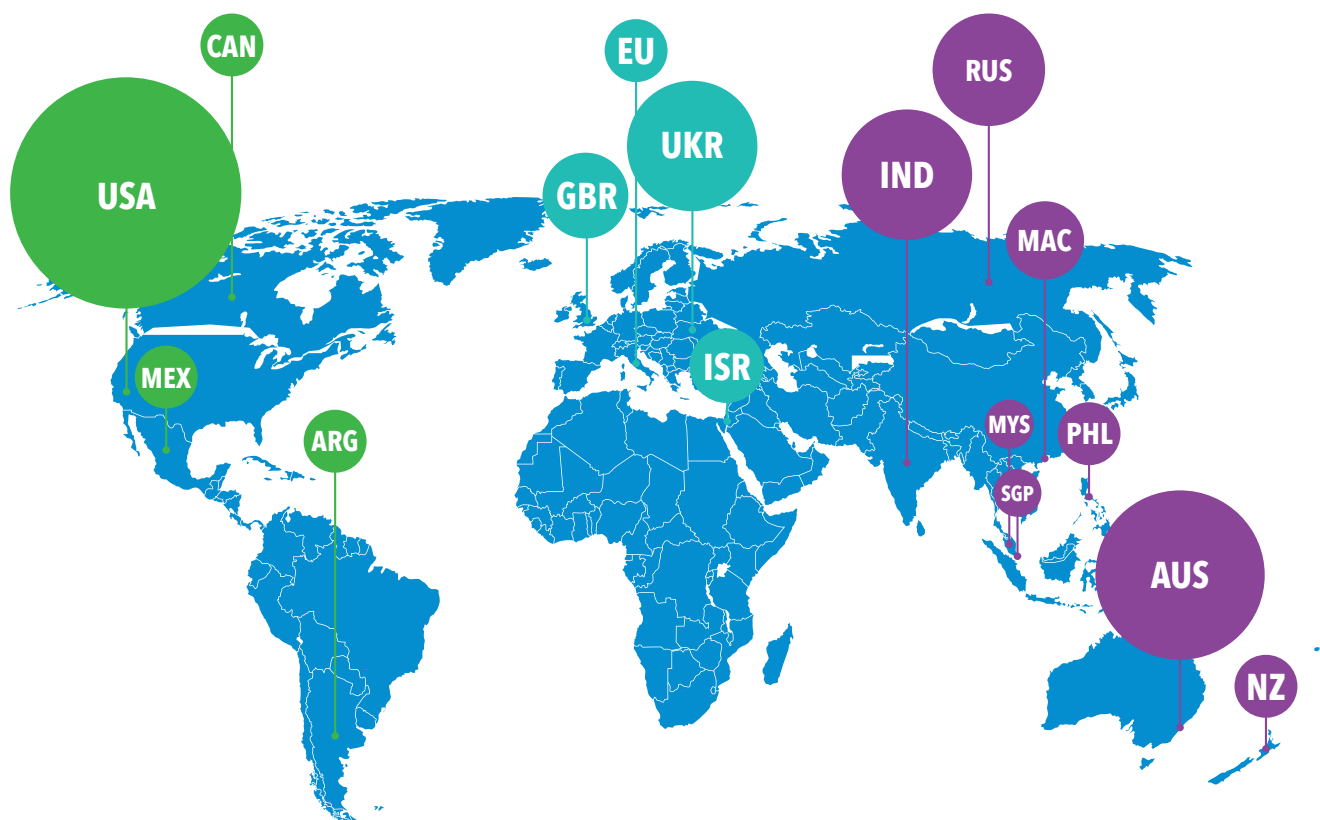 CAN
EU
RUS
UKR
IND
USA
GBR
MAC
ISR
MEX
MYS
PHL
ARG
SGP
AUS
NZ